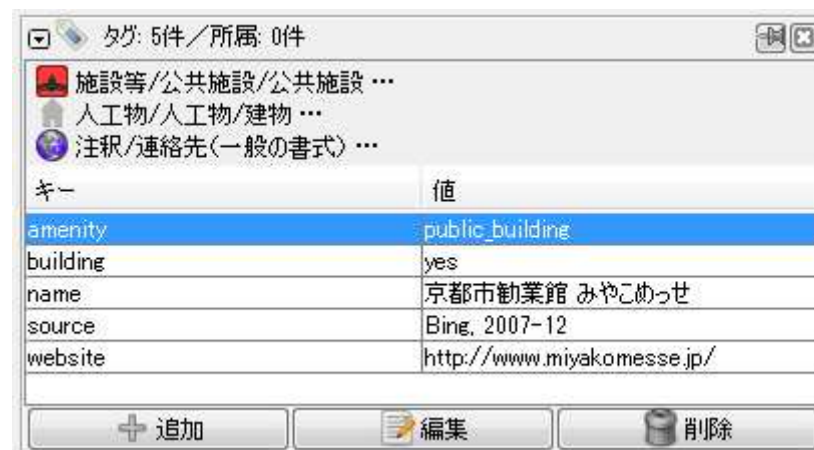 タグ: 5件／所属: 0件
施設等/公共施設/公共施設 …
人工物/人工物/建物 …
注釈/連絡先(一般の書式) …
キー 値
amenity public_building
building yes
name 京都市勧業館 みやこめっせ
source Bing, 2007-12
website http://www.miyakomesse.jp/
追加 編集 削除